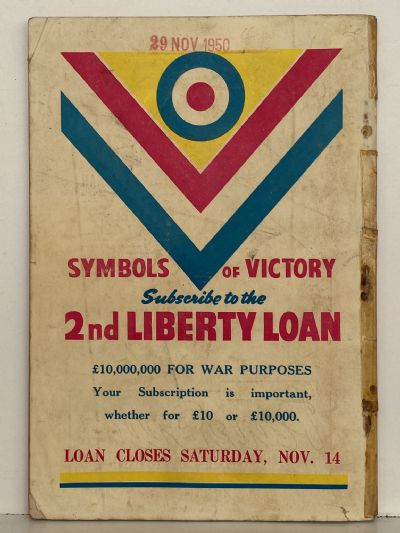 29 NOV 1950
SYMBOLS OF VICTORY
Subscribe to the
2nd LIBERTY LOAN
£10,000,000 FOR WAR PURPOSES
Your Subscription is important,
whether for £10 or £10,000.
LOAN CLOSES SATURDAY, NOV. 14